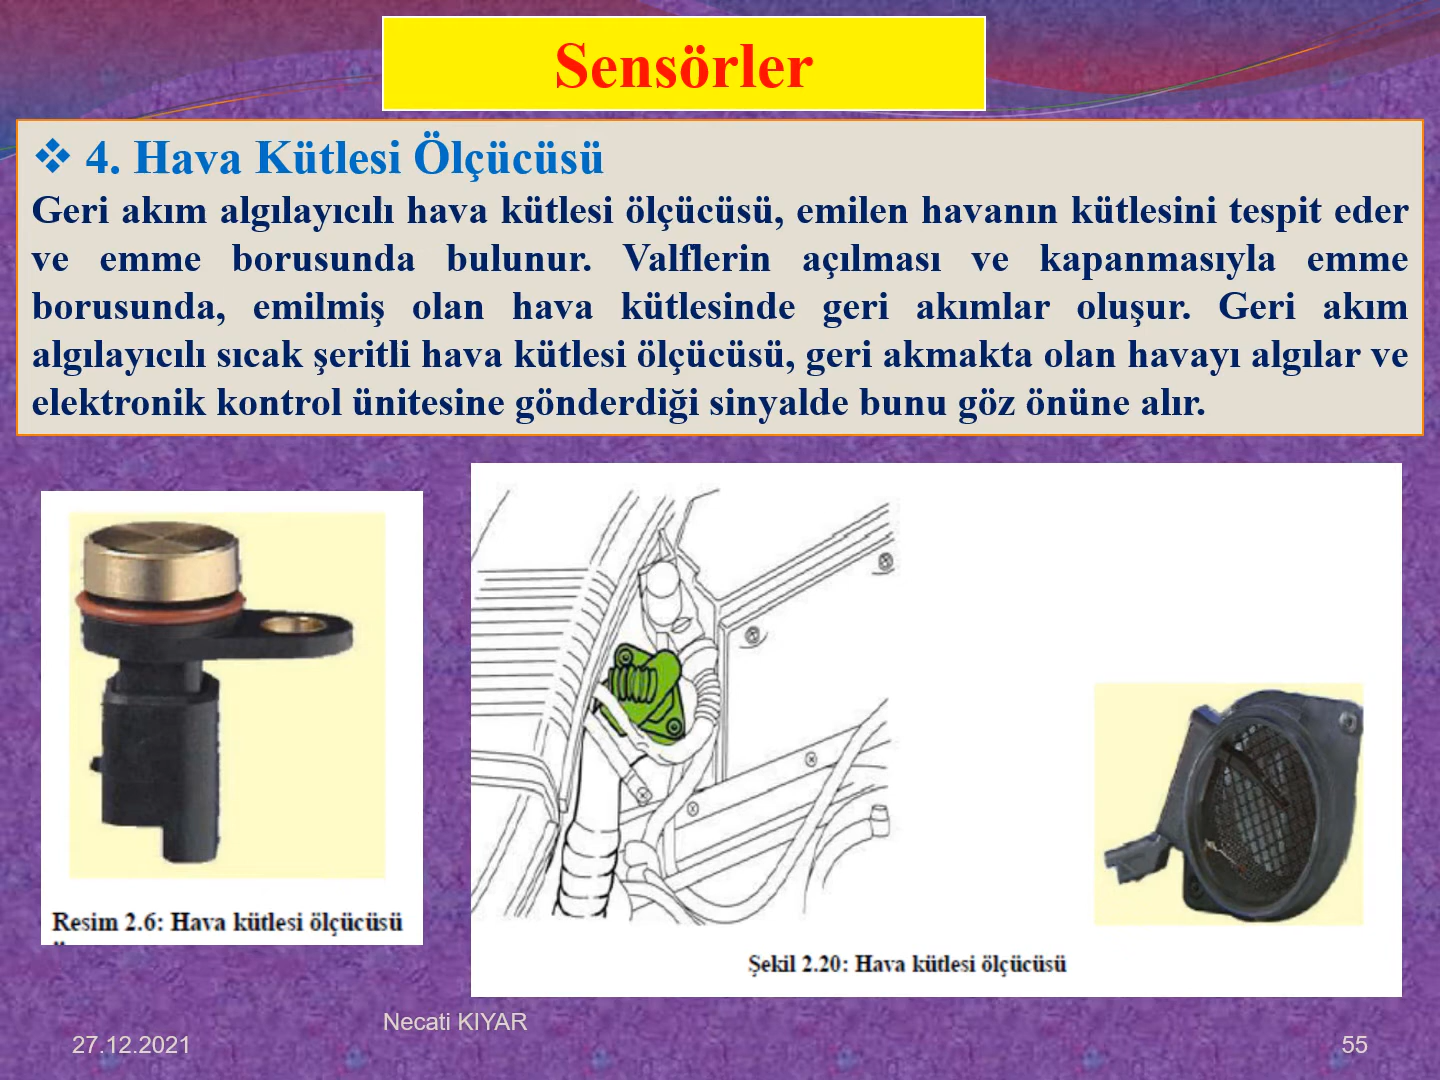 Sensörler
❖ 4. Hava Kütlesi Ölçücüsü
Geri akım algılayıcılı hava kütlesi ölçücüsü, emilen havanın kütlesini tespit eder
ve emme borusunda bulunur. Valflerin açılması ve kapanmasıyla emme
borusunda, emilmiş olan hava kütlesinde geri akımlar oluşur. Geri akım
algılayıcılı sıcak şeritli hava kütlesi ölçücüsü, geri akmakta olan havayı algılar ve
elektronik kontrol ünitesine gönderdiği sinyalde bunu göz önüne alır.
Resim 2.6: Hava kütlesi ölçücüsü
Şekil 2.20: Hava kütlesi ölçücüsü
Necati KIYAR
27.12.2021
55